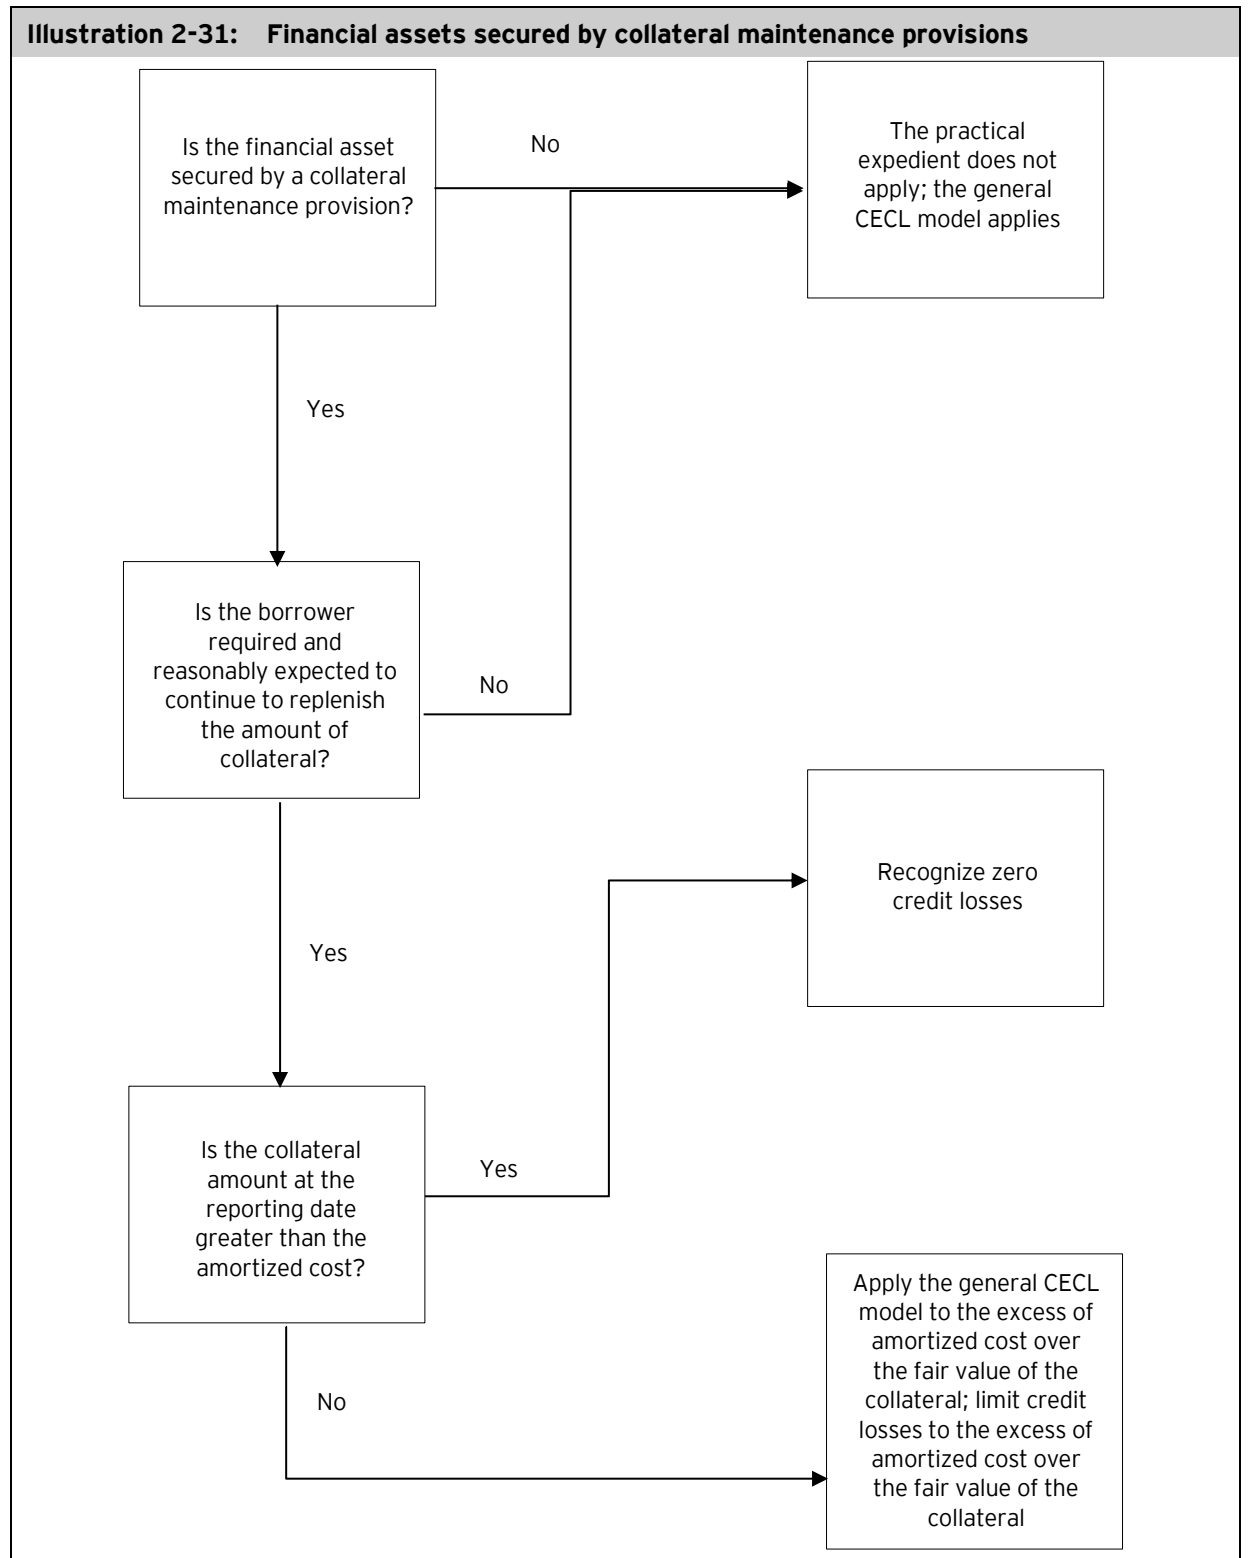 Illustration 2-31: Financial assets secured by collateral maintenance provisions
Is the financial asset
secured by a collateral
maintenance provision?
No
The practical
expedient does not
apply; the general
CECL model applies
Yes
Is the borrower
required and
reasonably expected to
continue to replenish
the amount of
collateral?
No
Yes
Recognize zero
credit losses
Is the collateral
amount at the
reporting date
greater than the
amortized cost?
Yes
No
Apply the general CECL
model to the excess of
amortized cost over
the fair value of the
collateral; limit credit
losses to the excess of
amortized cost over
the fair value of the
collateral